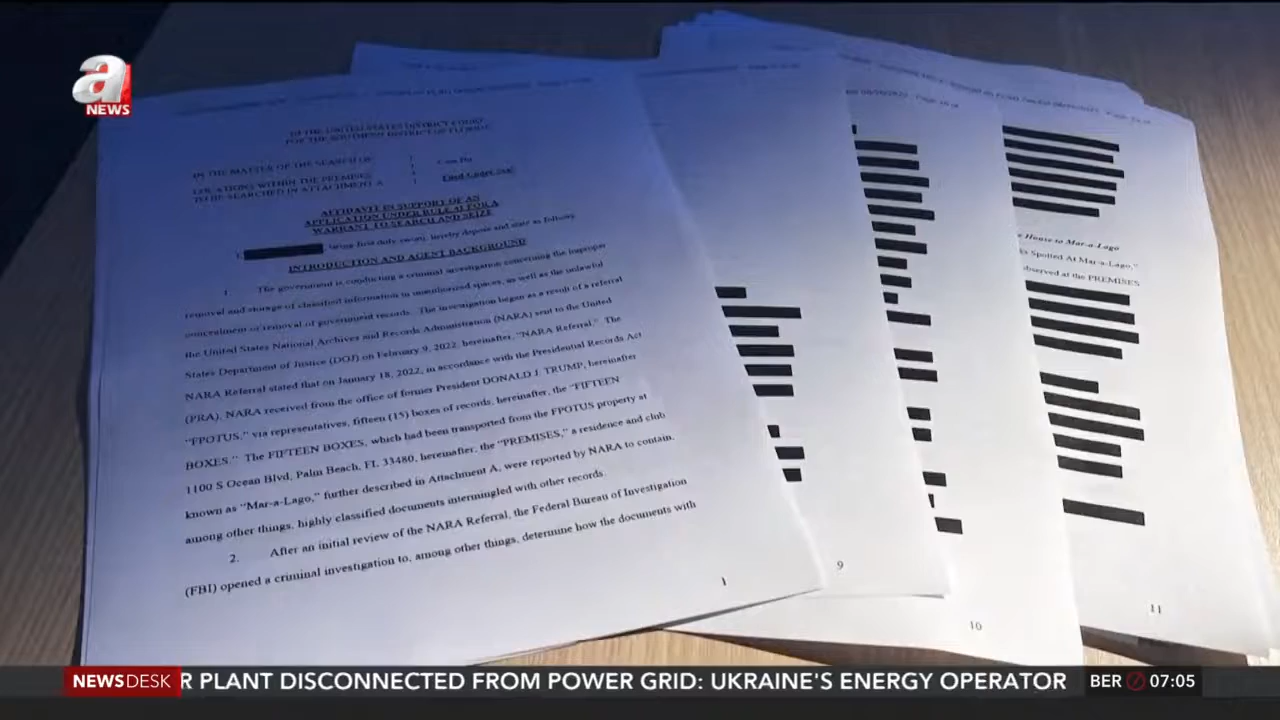 a
NEWS
IN THE UNITED STATES DISTRICT COURT
FOR THE SOUTHERN DISTRICT OF FLORIDA
IN THE MATTER OF THE SEARCH OF
LOCATIONS WITHIN THE PREMISES
TO BE SEARCHED IN ATTACHMENT A
Case No.
Filed Under Seal
AFFIDAVIT IN SUPPORT OF AN
APPLICATION UNDER RULE 41 FOR A
WARRANT TO SEARCH AND SEIZE
I, being first duly sworn, hereby depose and state as follows:
INTRODUCTION AND AGENT BACKGROUND
1. The government is conducting a criminal investigation concerning the improper
removal and storage of classified information in unauthorized spaces, as well as the unlawful
concealment or removal of government records. The investigation began as a result of a referral
the United States National Archives and Records Administration (NARA) sent to the United
States Department of Justice (DOJ) on February 9, 2022, hereinafter, "NARA Referral." The
NARA Referral stated that on January 18, 2022, in accordance with the Presidential Records Act
(PRA), NARA received from the office of former President DONALD J. TRUMP, hereinafter
"FPOTUS," via representatives, fifteen (15) boxes of records, hereinafter, the "FIFTEEN
BOXES." The FIFTEEN BOXES, which had been transported from the FPOTUS property at
1100 S Ocean Blvd, Palm Beach, FL 33480, hereinafter, the "PREMISES," a residence and club
known as "Mar-a-Lago," further described in Attachment A, were reported by NARA to contain,
among other things, highly classified documents intermingled with other records.
2. After an initial review of the NARA Referral, the Federal Bureau of Investigation
(FBI) opened a criminal investigation to, among other things, determine how the documents with
1
9
10
House to Mar-a-Lago
Spotted At Mar-a-Lago,"
observed at the PREMISES
11
NEWSDESK
R PLANT DISCONNECTED FROM POWER GRID: UKRAINE'S ENERGY OPERATOR
BER 07:05